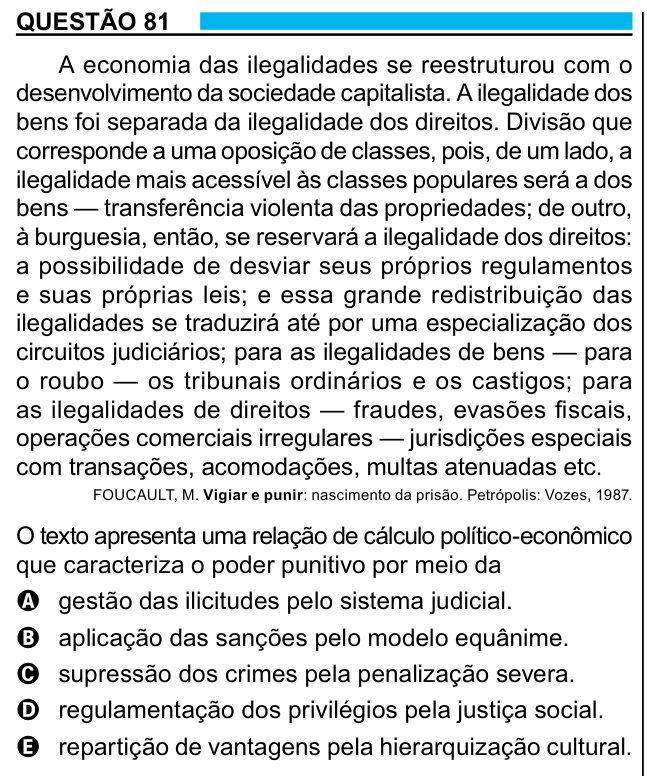 QUESTÃO 81
A economia das ilegalidades se reestruturou com o
desenvolvimento da sociedade capitalista. A ilegalidade dos
bens foi separada da ilegalidade dos direitos. Divisão que
corresponde a uma oposição de classes, pois, de um lado, a
ilegalidade mais acessível às classes populares será a dos
bens — transferência violenta das propriedades; de outro,
à burguesia, então, se reservará a ilegalidade dos direitos:
a possibilidade de desviar seus próprios regulamentos
e suas próprias leis; e essa grande redistribuição das
ilegalidades se traduzirá até por uma especialização dos
circuitos judiciários; para as ilegalidades de bens — para
o roubo — os tribunais ordinários e os castigos; para
as ilegalidades de direitos — fraudes, evasões fiscais,
operações comerciais irregulares — jurisdições especiais
com transações, acomodações, multas atenuadas etc.
FOUCAULT, M. Vigiar e punir: nascimento da prisão. Petrópolis: Vozes, 1987.
O texto apresenta uma relação de cálculo político-econômico
que caracteriza o poder punitivo por meio da
A gestão das ilicitudes pelo sistema judicial.
B aplicação das sanções pelo modelo equânime.
C supressão dos crimes pela penalização severa.
D regulamentação dos privilégios pela justiça social.
E repartição de vantagens pela hierarquização cultural.